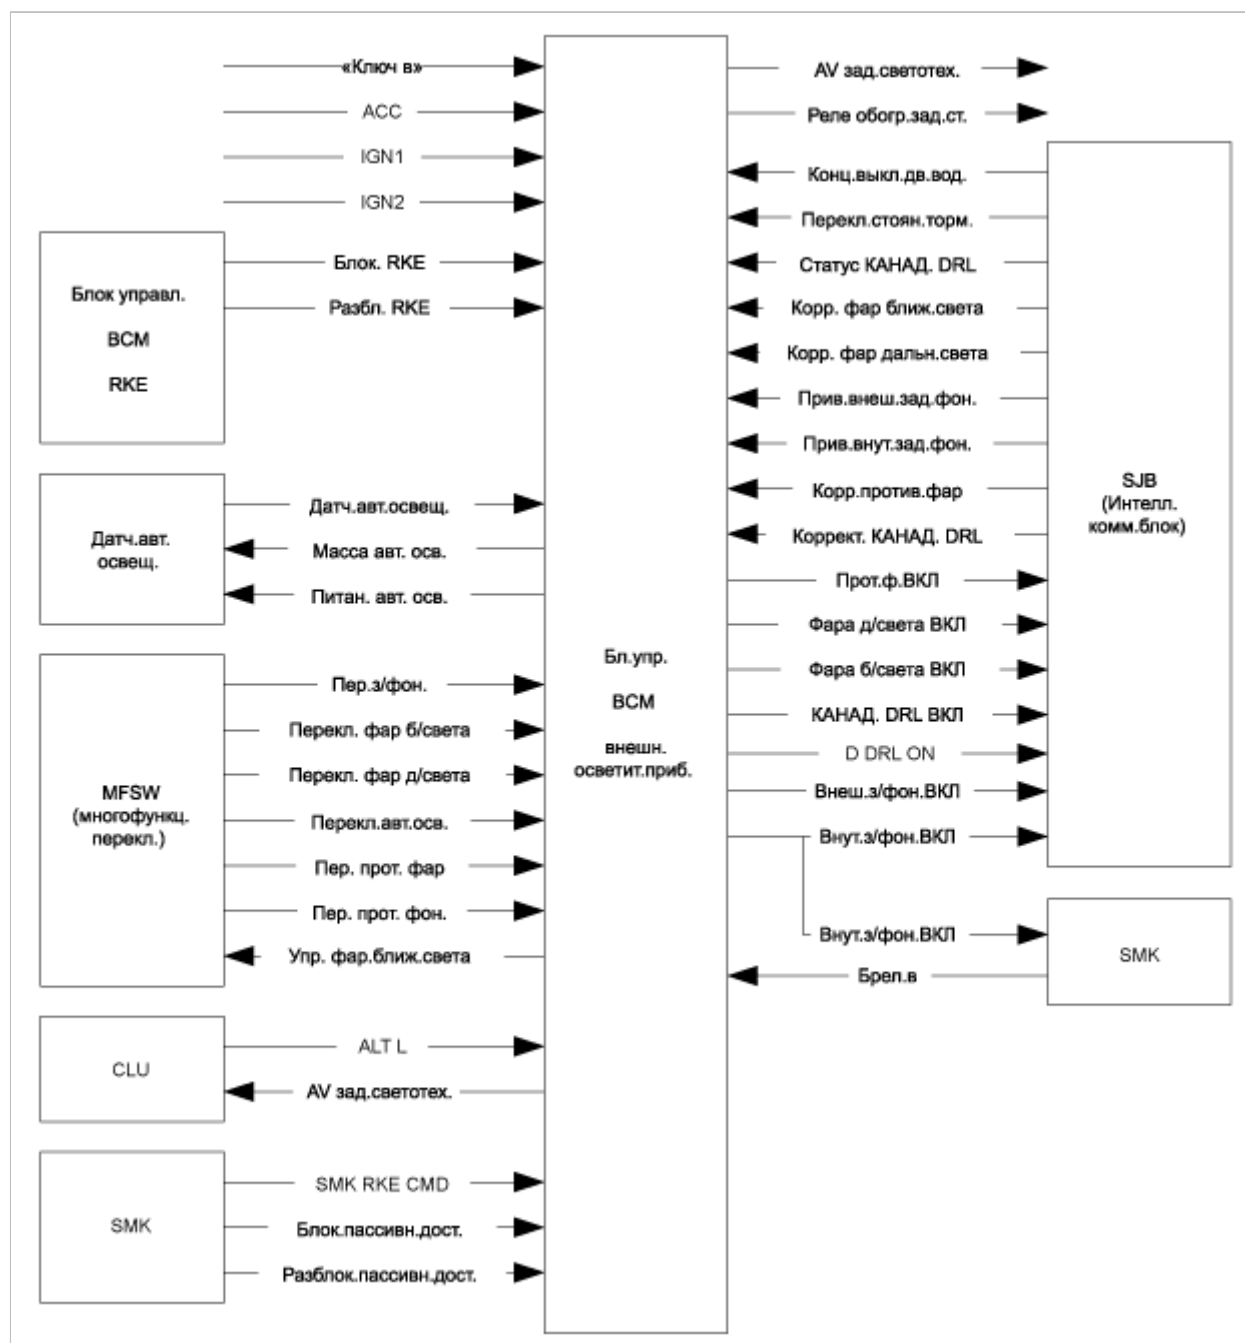 «Ключ в»
ACC
IGN1
IGN2
Блок управл.
BCM
RKE
Блок. RKE
Разбл. RKE
Датч.авт.
освещ.
Датч.авт.освещ.
Масса авт. осв.
Питан. авт. осв.
MFSW
(многофункц.
перекл.)
Пер.з/фон.
Перекл. фар б/света
Перекл. фар д/света
Перекл.авт.осв.
Пер. прот. фар
Пер. прот. фон.
Упр. фар.ближ.света
CLU
ALT L
AV зад.светотех.
SMK
SMK RKE CMD
Блок.пассивн.дост.
Разблок.пассивн.дост.
Бл.упр.
BCM
внешн.
осветит.приб.
AV зад.светотех.
Реле обогр.зад.ст.
Конц.выкл.дв.вод.
Перекл.стоян.торм.
Статус КАНАД. DRL
Корр. фар ближ.света
Корр. фар дальн.света
Прив.внеш.зад.фон.
Прив.внут.зад.фон.
Корр.против.фар
Коррект. КАНАД. DRL
Прот.ф.ВКЛ
Фара д/света ВКЛ
Фара б/света ВКЛ
КАНАД. DRL ВКЛ
D DRL ON
Внеш.з/фон.ВКЛ
Внут.з/фон.ВКЛ
SJB
(Интелл.
комм.блок)
Внут.з/фон.ВКЛ
Брел.в
SMK